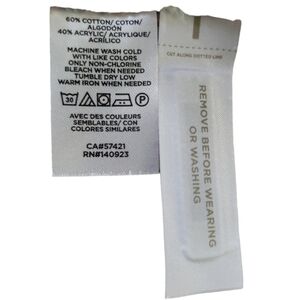 60% COTTON/ COTON/
ALGODÓN
40% ACRYLIC/ ACRYLIQUE/
ACRÍLICO
MACHINE WASH COLD
WITH LIKE COLORS
ONLY NON-CHLORINE
BLEACH WHEN NEEDED
TUMBLE DRY LOW
WARM IRON WHEN NEEDED
30 P
AVEC DES COULEURS
SEMBLABLES/ CON
COLORES SIMILARES
CA#57421
RN#140923
CUT ALONG DOTTED LINE
REMOVE BEFORE WEARING
OR WASHING